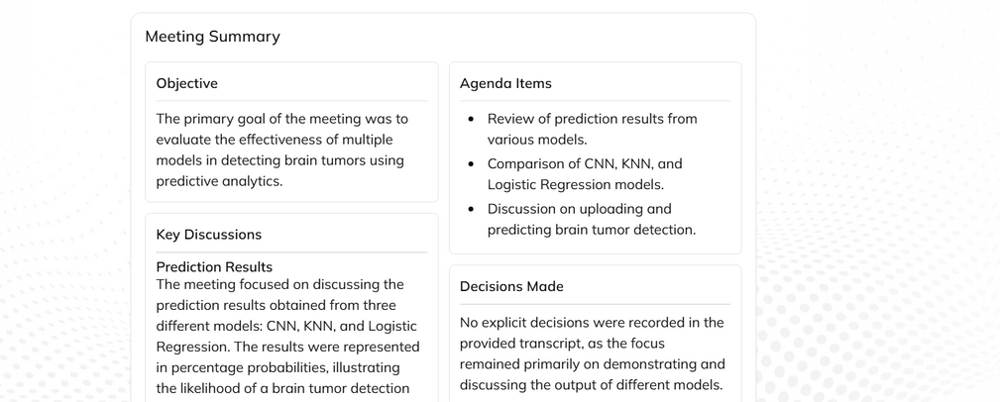 Meeting Summary
Objective
The primary goal of the meeting was to
evaluate the effectiveness of multiple
models in detecting brain tumors using
predictive analytics.
Key Discussions
Prediction Results
The meeting focused on discussing the
prediction results obtained from three
different models: CNN, KNN, and Logistic
Regression. The results were represented
in percentage probabilities, illustrating
the likelihood of a brain tumor detection
Agenda Items
• Review of prediction results from
various models.
• Comparison of CNN, KNN, and
Logistic Regression models.
• Discussion on uploading and
predicting brain tumor detection.
Decisions Made
No explicit decisions were recorded in the
provided transcript, as the focus
remained primarily on demonstrating and
discussing the output of different models.